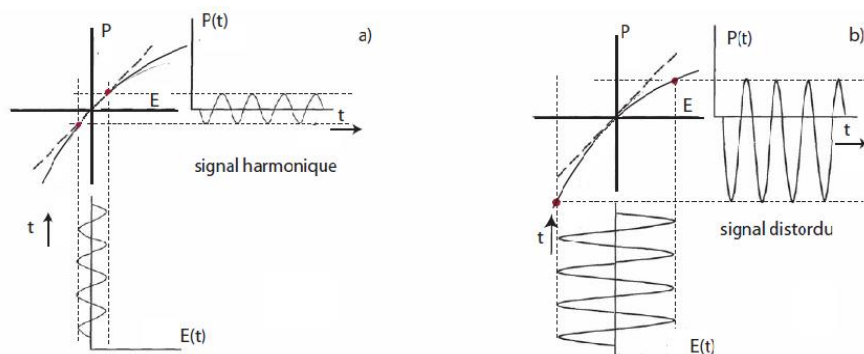 P
P(t)
a)
E
t
signal harmonique
t
E(t)
P
P(t)
b)
E
t
signal distordu
t
E(t)